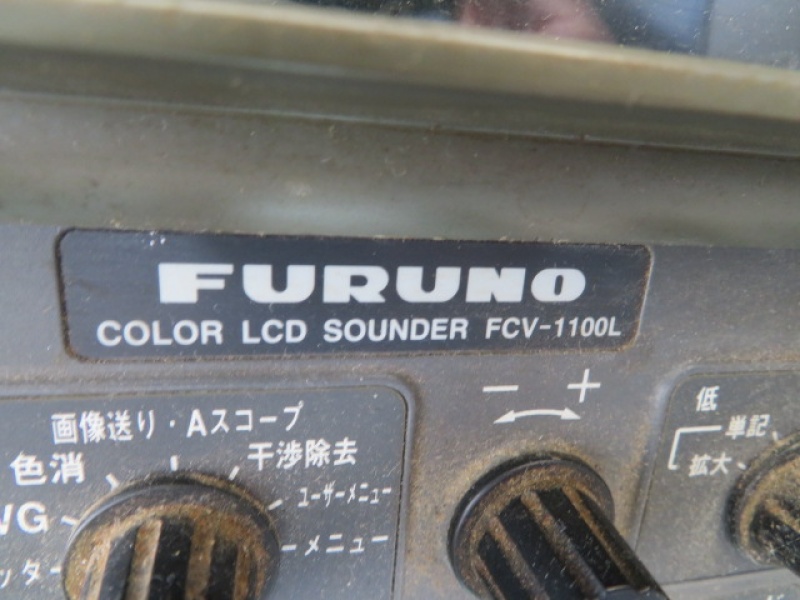 FURUNO
COLOR LCD SOUNDER FCV-1100L
− +
画像送り・Aスコープ
色消
干渉除去
ユーザーメニュー
メニュー
低
単記
拡大